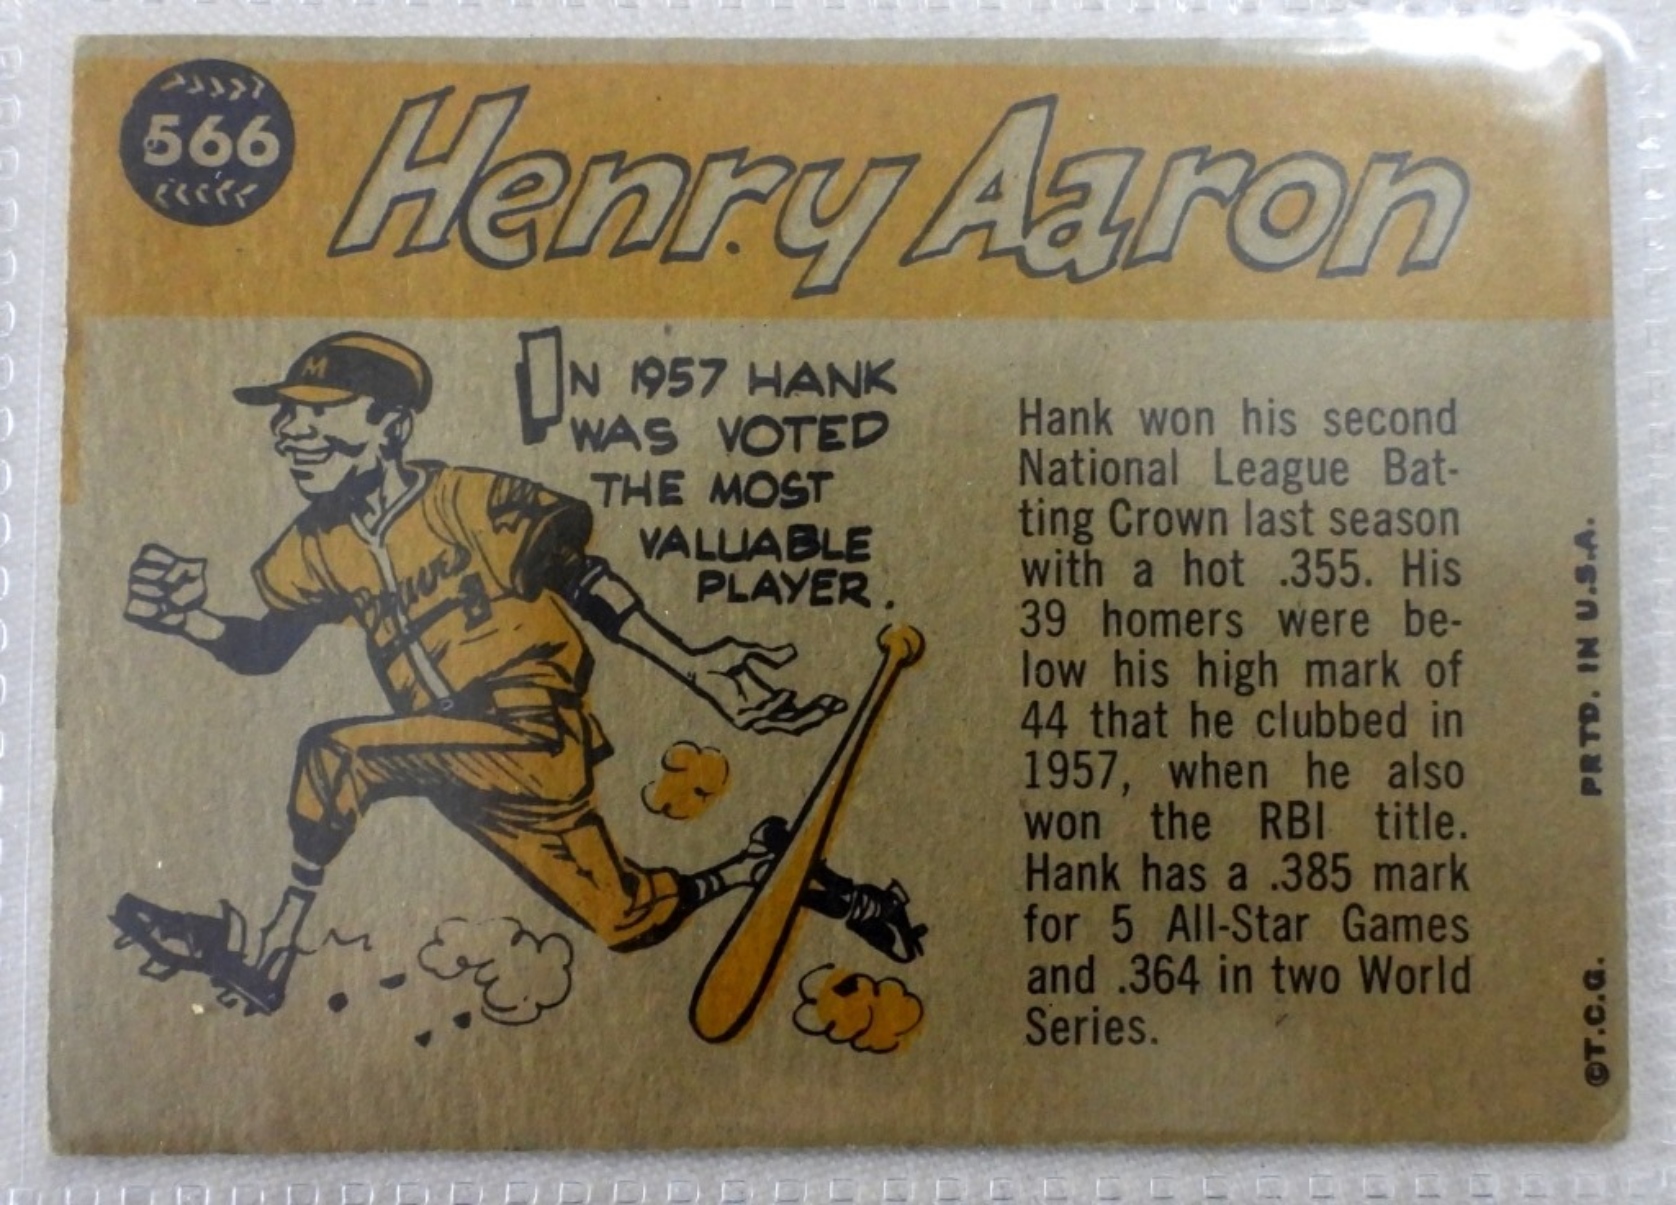 566
Henry Aaron
IN 1957 HANK
WAS VOTED
THE MOST
VALUABLE
PLAYER.
M
Braves
Hank won his second
National League Bat-
ting Crown last season
with a hot .355. His
39 homers were be-
low his high mark of
44 that he clubbed in
1957, when he also
won the RBI title.
Hank has a .385 mark
for 5 All-Star Games
and .364 in two World
Series.
PRTD. IN U.S.A.
©T.C.G.